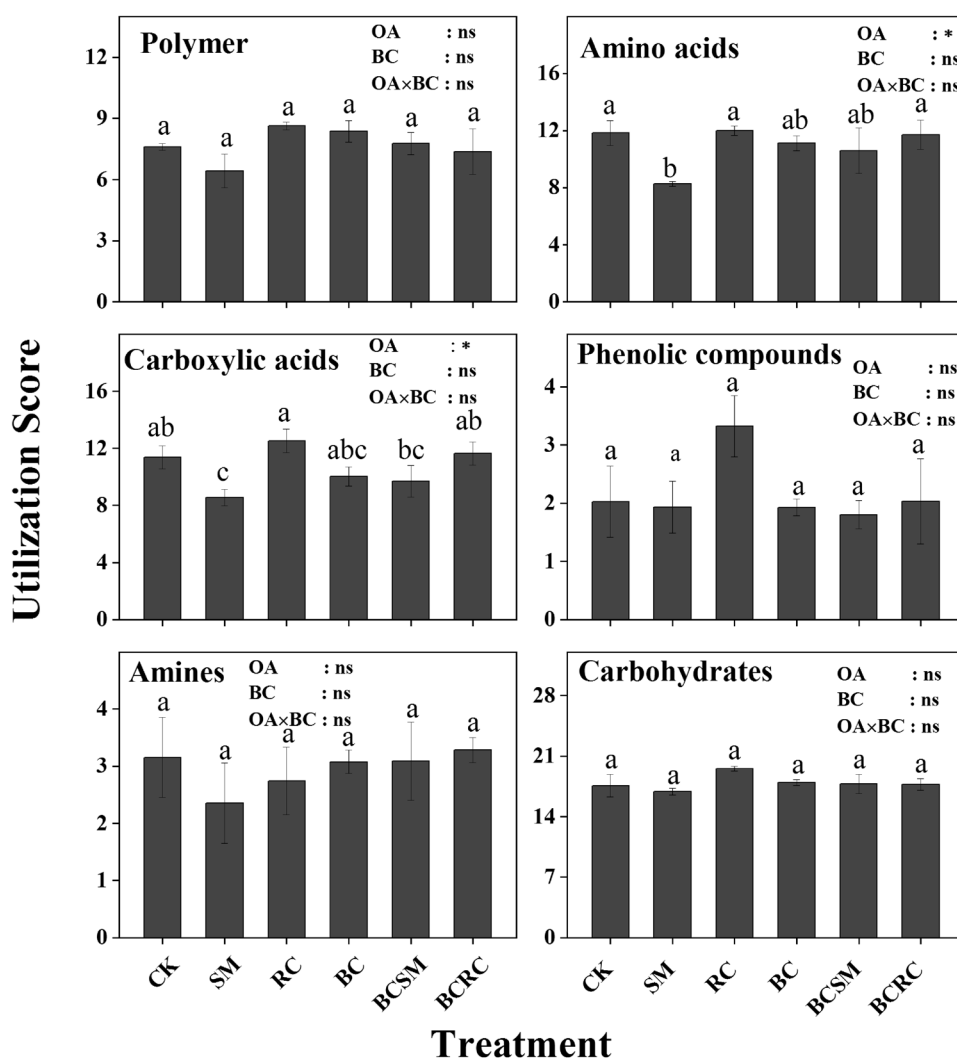 Utilization Score
Polymer
OA : ns
BC : ns
OA×BC : ns
12
9
6
3
0
a
a
a
a
a
a
Amino acids
OA : *
BC : ns
OA×BC : ns
16
12
8
4
0
a
b
a
ab
ab
a
Carboxylic acids
OA : *
BC : ns
OA×BC : ns
16
12
8
4
0
ab
c
a
abc
bc
ab
Phenolic compounds
OA : ns
BC : ns
OA×BC : ns
4
3
2
1
0
a
a
a
a
a
a
Amines
OA : ns
BC : ns
OA×BC : ns
4
3
2
1
0
a
a
a
a
a
a
CK
SM
RC
BC
BCSM
BCRC
Carbohydrates
OA : ns
BC : ns
OA×BC : ns
28
21
14
7
0
a
a
a
a
a
a
CK
SM
RC
BC
BCSM
BCRC
Treatment